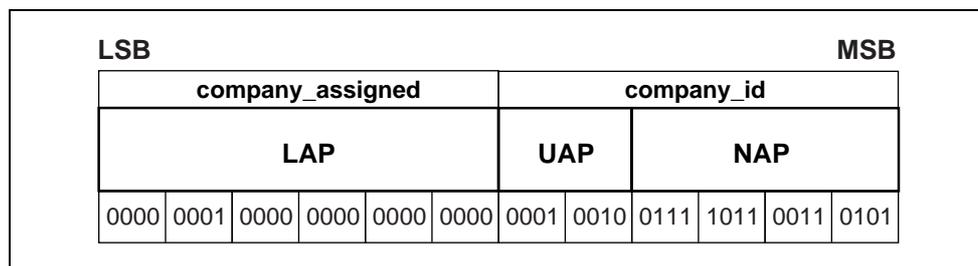 LSB MSB
company_assigned company_id
LAP UAP NAP
0000 0001 0000 0000 0000 0000 0001 0010 0111 1011 0011 0101